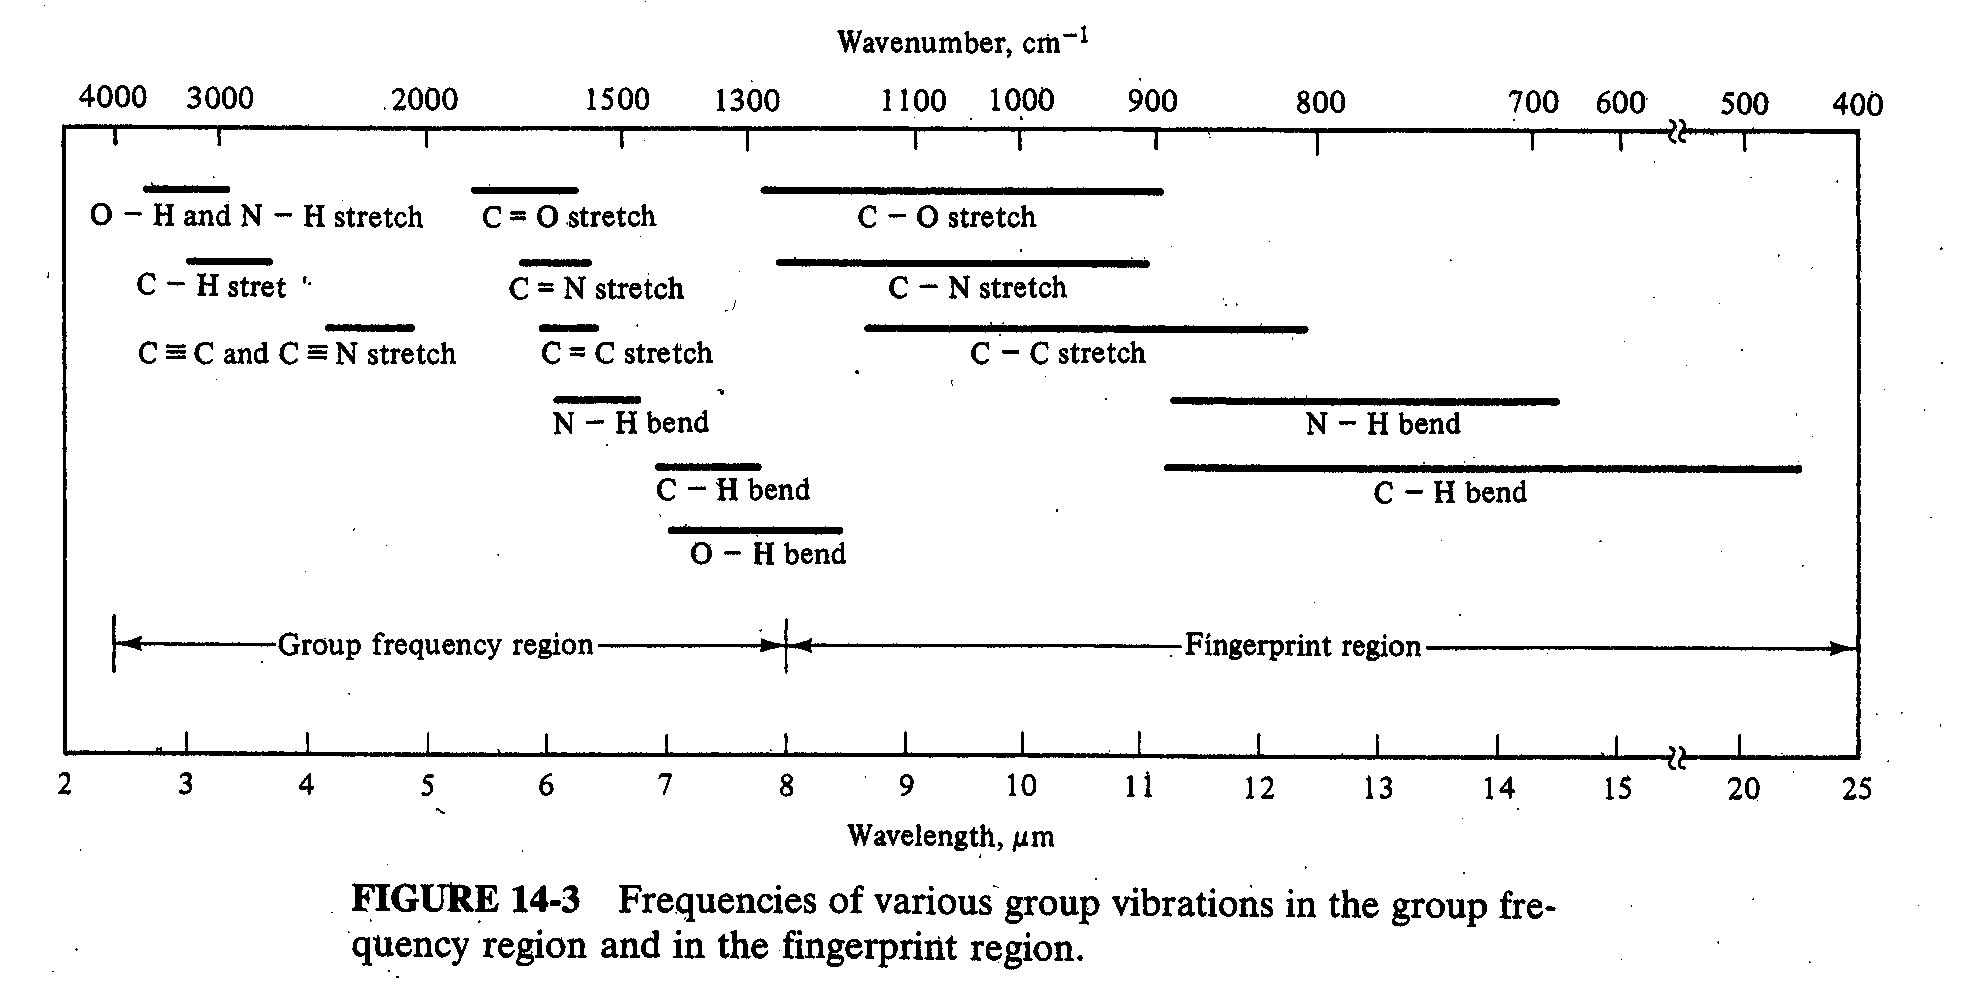 Wavenumber, cm⁻¹
4000 3000 2000 1500 1300 1100 1000 900 800 700 600 500 400
O − H and N − H stretch C = O stretch C − O stretch
C − H stret C = N stretch C − N stretch
C ≡ C and C ≡ N stretch C = C stretch C − C stretch
N − H bend N − H bend
C − H bend C − H bend
O − H bend
Group frequency region Fingerprint region
2 3 4 5 6 7 8 9 10 11 12 13 14 15 20 25
Wavelength, μm
FIGURE 14-3 Frequencies of various group vibrations in the group fre-
quency region and in the fingerprint region.